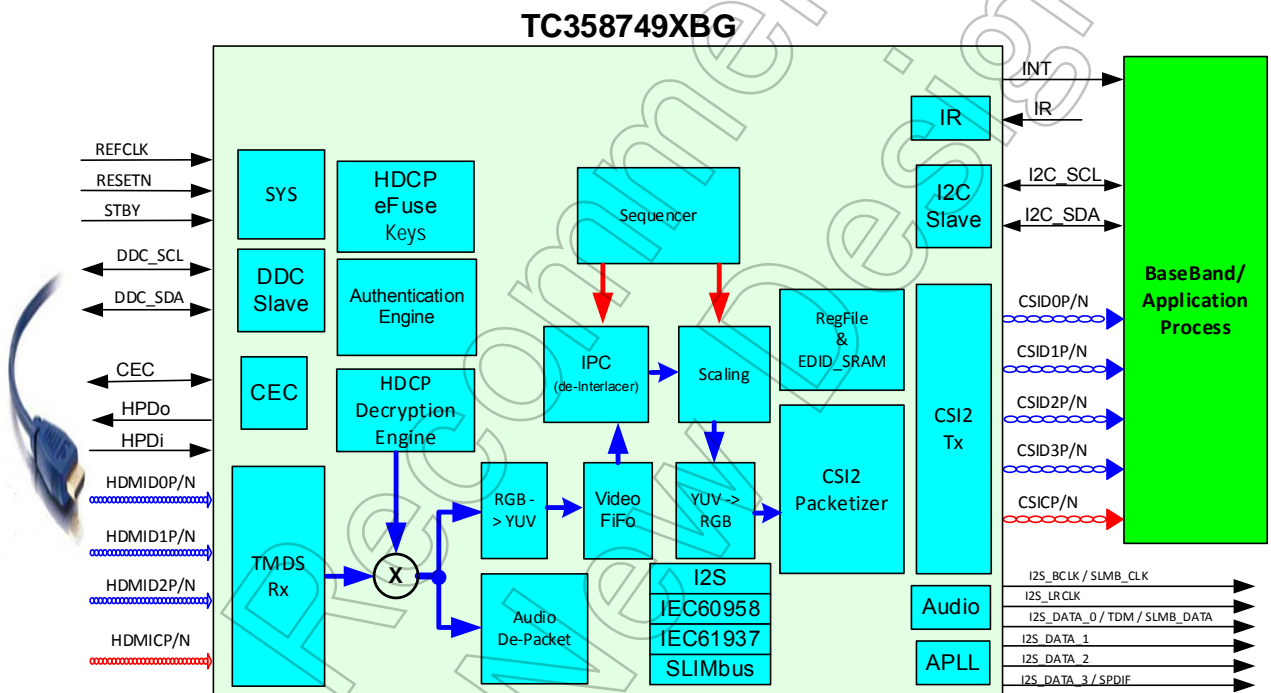 TC358749XBG
REFCLK
RESETN
STBY
DDC_SCL
DDC_SDA
CEC
HPDo
HPDi
HDMID0P/N
HDMID1P/N
HDMID2P/N
HDMICP/N
SYS
HDCP
eFuse
Keys
DDC
Slave
Authentication
Engine
CEC
HDCP
Decryption
Engine
TMDS
Rx
X
RGB -
> YUV
Video
FiFo
YUV ->
RGB
Audio
De-Packet
Sequencer
IPC
(de-Interlacer)
Scaling
RegFile
&
EDID_SRAM
CSI2
Packetizer
I2S
IEC60958
IEC61937
SLIMbus
IR
I2C
Slave
CSI2
Tx
Audio
APLL
INT
IR
I2C_SCL
I2C_SDA
CSID0P/N
CSID1P/N
CSID2P/N
CSID3P/N
CSICP/N
BaseBand/
Application
Process
I2S_BCLK / SLMB_CLK
I2S_LRCLK
I2S_DATA_0 / TDM / SLMB_DATA
I2S_DATA_1
I2S_DATA_2
I2S_DATA_3 / SPDIF